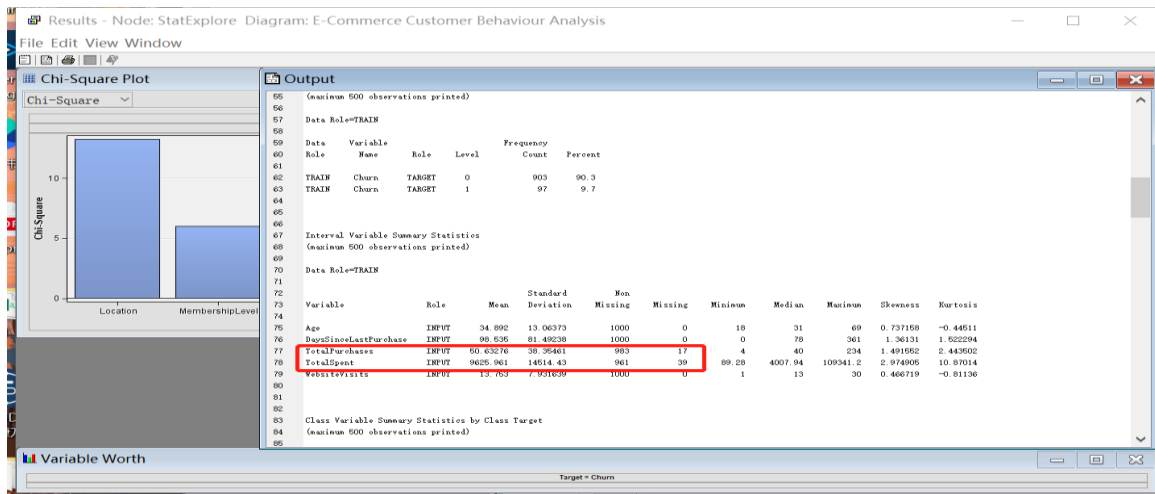 Results - Node: StatExplore Diagram: E-Commerce Customer Behaviour Analysis
File Edit View Window
Chi-Square Plot
Chi-Square
Chi-Square
10
5
0
Location MembershipLevel
Output
55 (maximum 500 observations printed)
56
57 Data Role=TRAIN
58
59 Data Variable Frequency
60 Role Name Role Level Count Percent
61
62 TRAIN Churn TARGET 0 903 90.3
63 TRAIN Churn TARGET 1 97 9.7
64
65
66
67 Interval Variable Summary Statistics
68 (maximum 500 observations printed)
69
70 Data Role=TRAIN
71
72 Standard Non
73 Variable Role Mean Deviation Missing Missing Minimum Median Maximum Skewness Kurtosis
74
75 Age INPUT 34.892 13.06373 1000 0 18 31 69 0.737158 -0.44511
76 DaysSinceLastPurchase INPUT 98.535 81.49238 1000 0 0 78 361 1.36131 1.522294
77 TotalPurchases INPUT 50.63276 38.35461 983 17 4 40 234 1.491552 2.443502
78 TotalSpent INPUT 9625.961 14514.43 961 39 89.28 4007.94 109341.2 2.974905 10.87014
79 WebsiteVisits INPUT 13.763 7.931639 1000 0 1 13 30 0.466719 -0.81136
80
81
82
83 Class Variable Summary Statistics by Class Target
84 (maximum 500 observations printed)
85
Variable Worth
Target = Churn